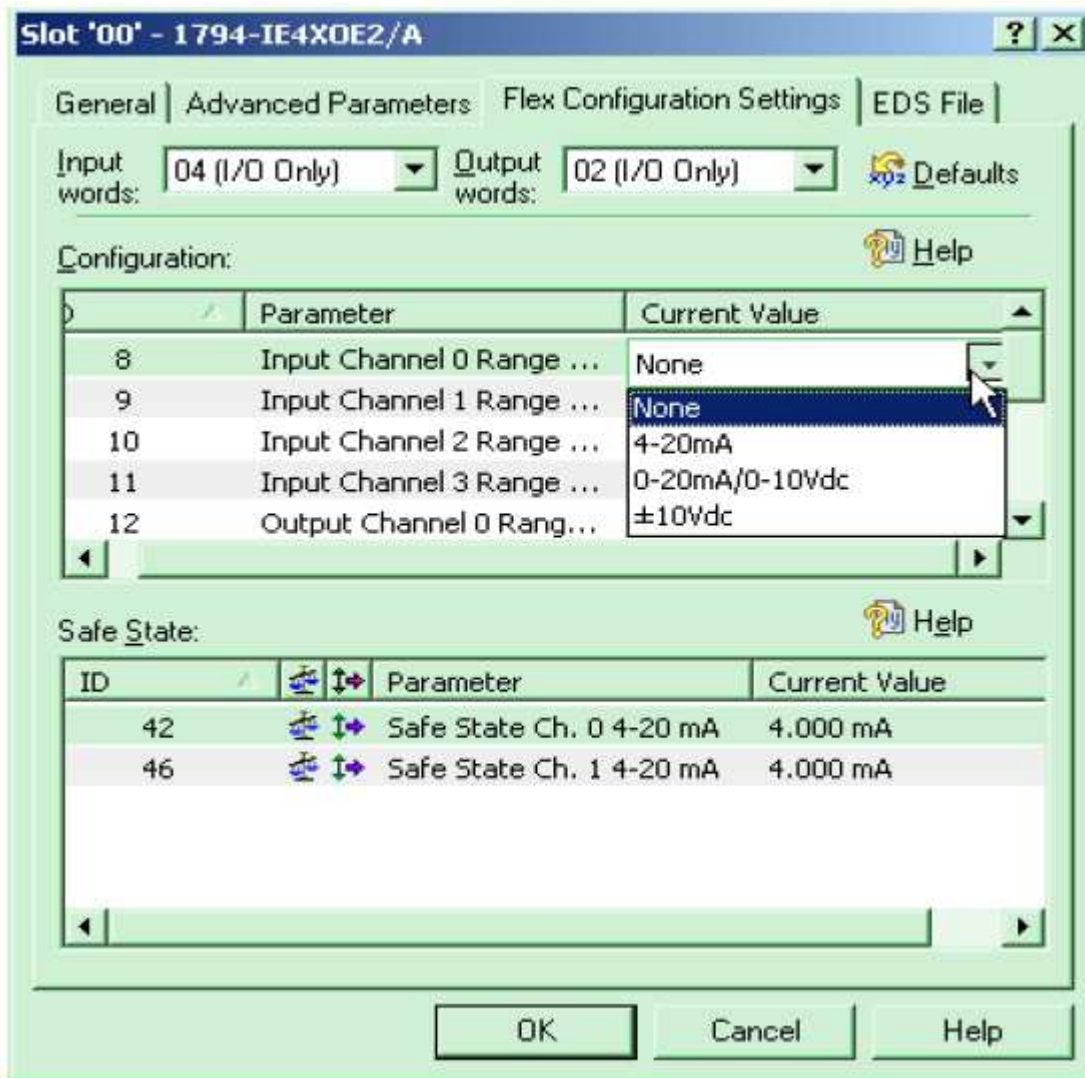 Slot '00' - 1794-IE4XOE2/A
General Advanced Parameters Flex Configuration Settings EDS File
Input words: 04 (I/O Only) Output words: 02 (I/O Only) Defaults
Configuration:
Help
Parameter Current Value
8 Input Channel 0 Range ... None
9 Input Channel 1 Range ... None
10 Input Channel 2 Range ... 4-20mA
11 Input Channel 3 Range ... 0-20mA/0-10Vdc
12 Output Channel 0 Rang... ±10Vdc
Safe State:
Help
ID Parameter Current Value
42 Safe State Ch. 0 4-20 mA 4.000 mA
46 Safe State Ch. 1 4-20 mA 4.000 mA
OK Cancel Help